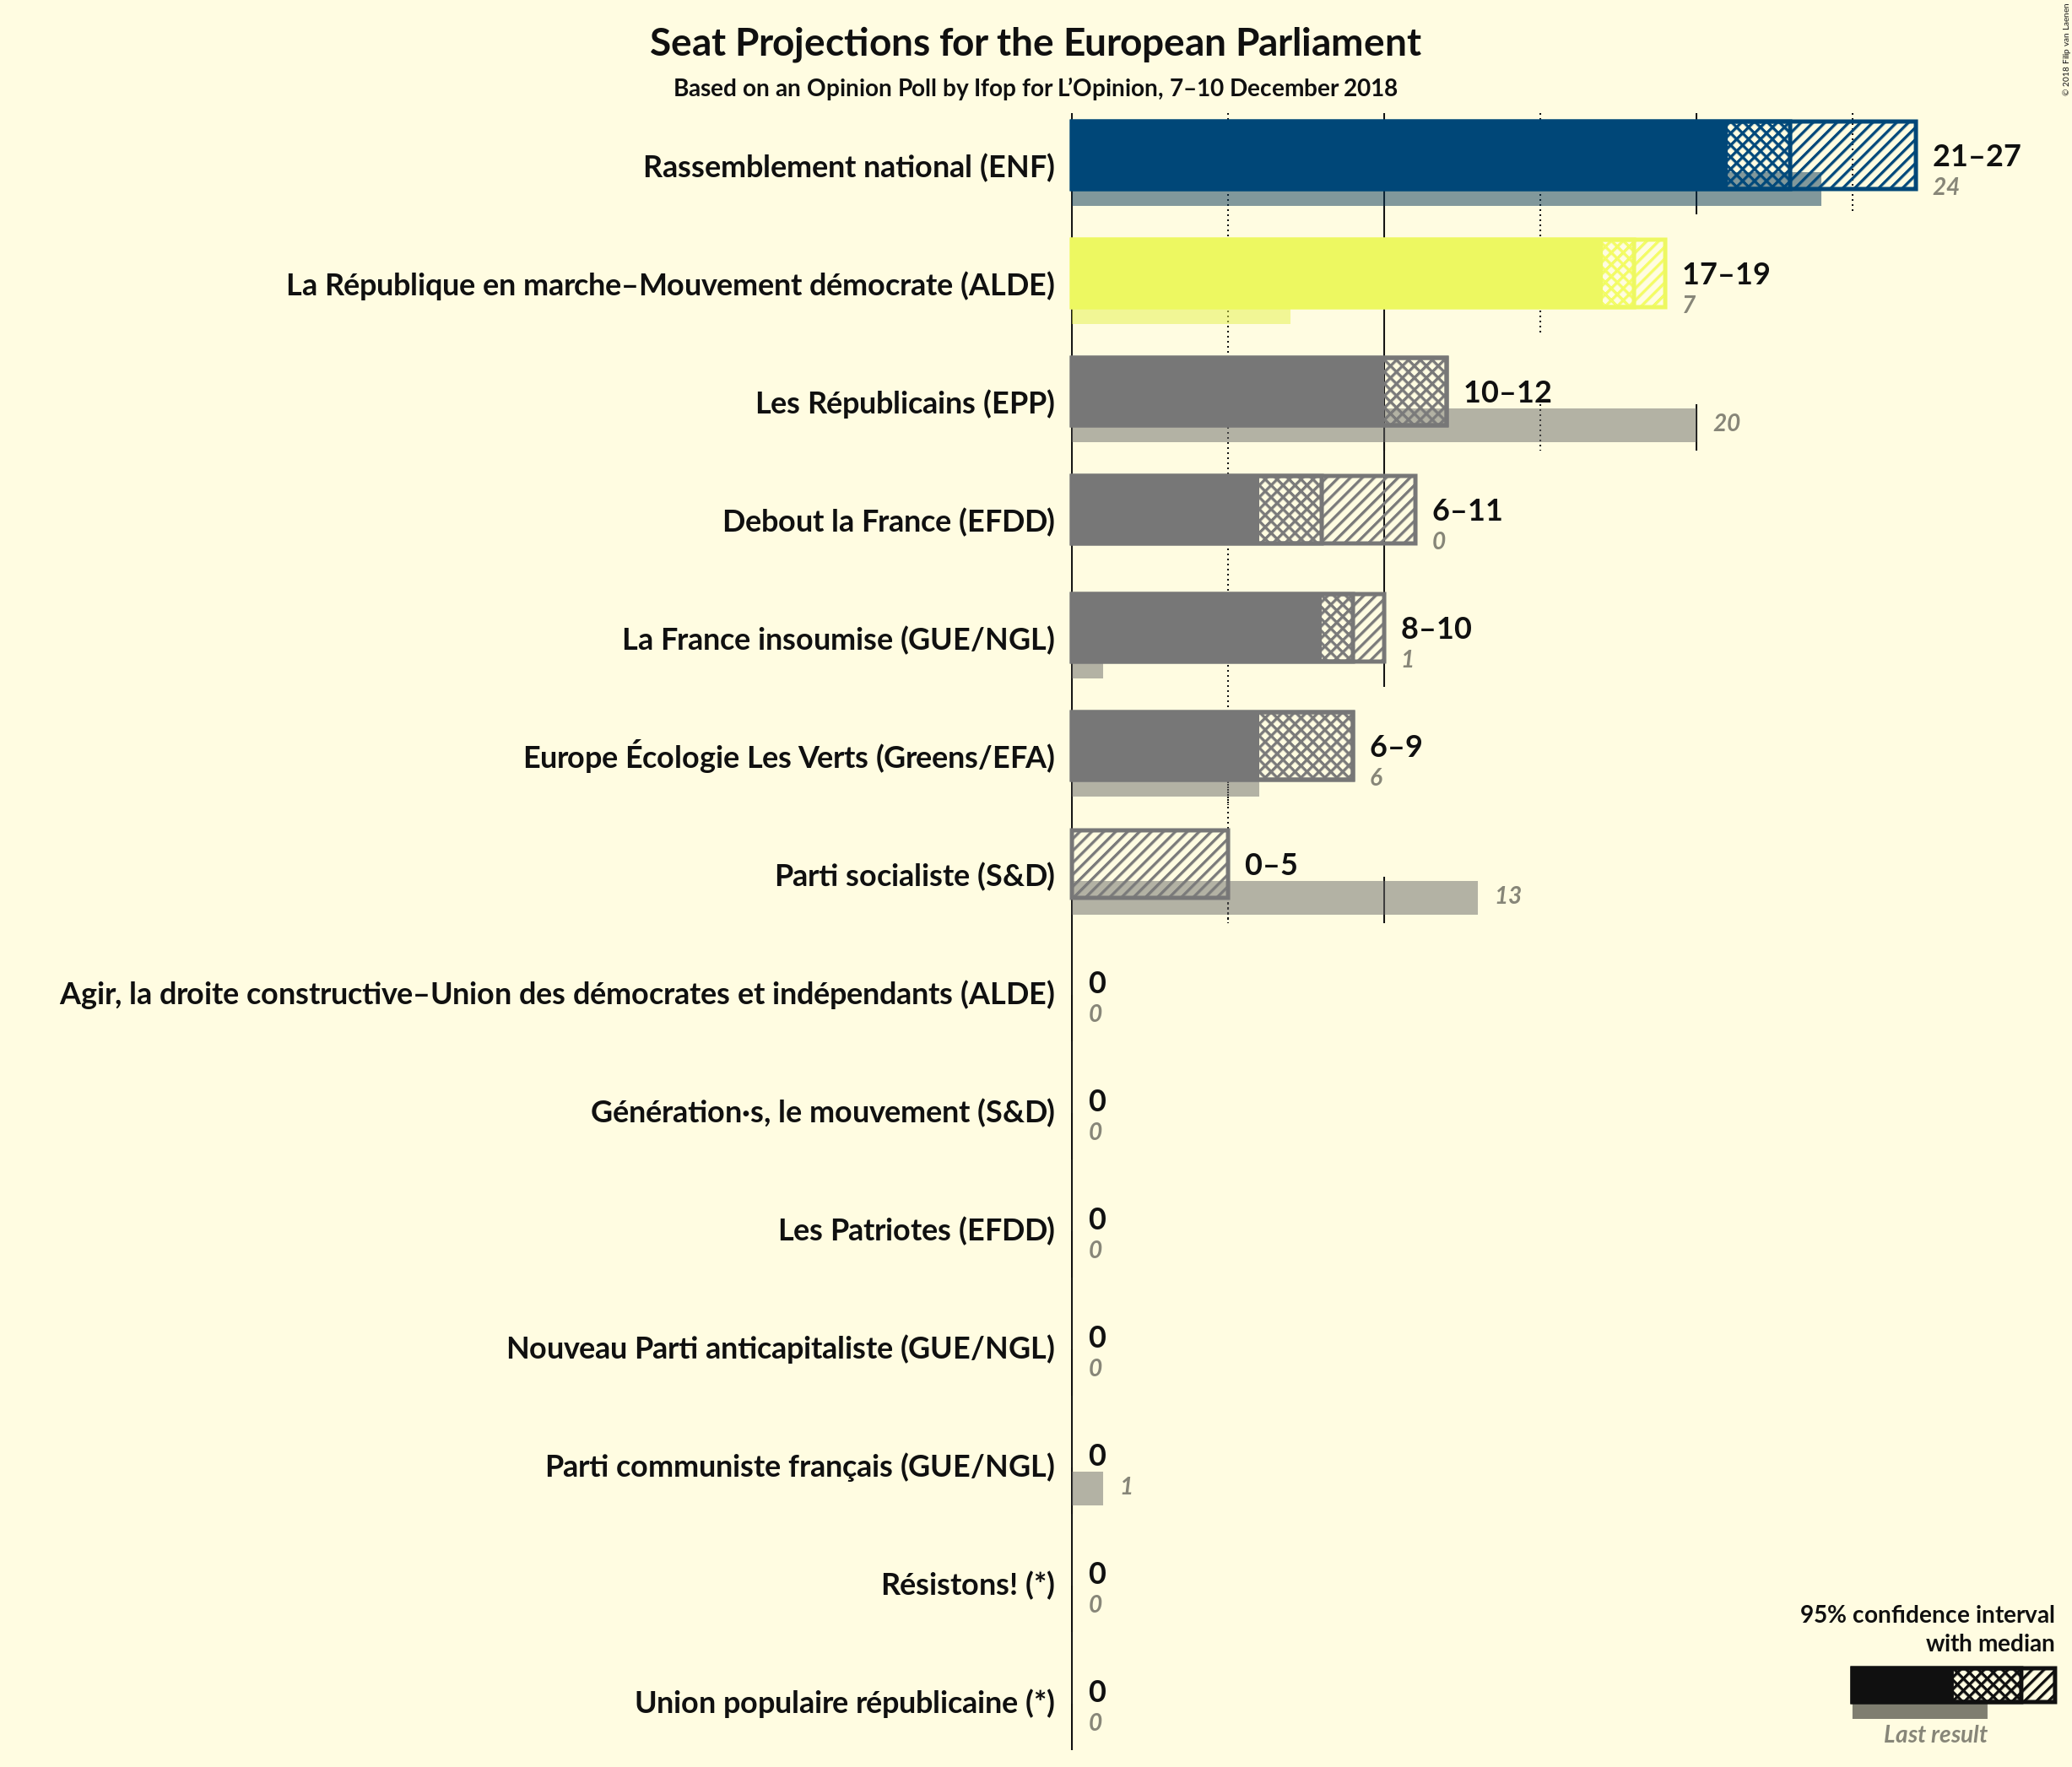 Seat Projections for the European Parliament
Based on an Opinion Poll by Ifop for L’Opinion, 7–10 December 2018
© 2018 Filip van Laenen
Rassemblement national (ENF)
21–27
24
La République en marche–Mouvement démocrate (ALDE)
17–19
7
Les Républicains (EPP)
10–12
20
Debout la France (EFDD)
6–11
0
La France insoumise (GUE/NGL)
8–10
1
Europe Écologie Les Verts (Greens/EFA)
6–9
6
Parti socialiste (S&D)
0–5
13
Agir, la droite constructive–Union des démocrates et indépendants (ALDE)
0
0
Génération·s, le mouvement (S&D)
0
0
Les Patriotes (EFDD)
0
0
Nouveau Parti anticapitaliste (GUE/NGL)
0
0
Parti communiste français (GUE/NGL)
0
1
Résistons! (*)
0
0
Union populaire républicaine (*)
0
0
95% confidence interval
with median
Last result